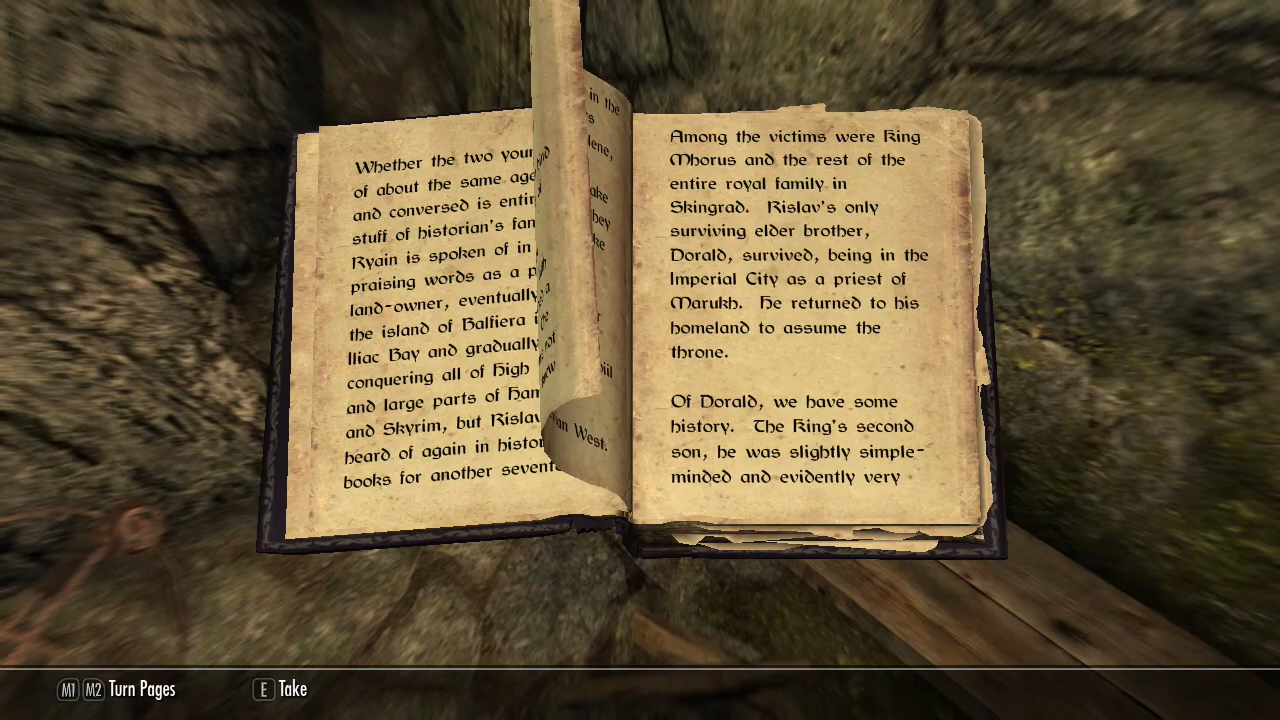 Whether the two
of about the same age
and conversed is
stuff of historian's
Ryain is spoken of in
praising words as a
land-owner, eventually
the island of Balfiera
Iliac Bay and gradually
conquering all of High
and large parts of
and Skyrim, but Rislav
heard of again in
books for another
in the
West.
Among the victims were King
Mhorus and the rest of the
entire royal family in
Skingrad. Rislav's only
surviving elder brother,
Dorald, survived, being in the
Imperial City as a priest of
Marukh. He returned to his
homeland to assume the
throne.
Of Dorald, we have some
history. The King's second
son, he was slightly simple-
minded and evidently very
M1 M2 Turn Pages
E Take